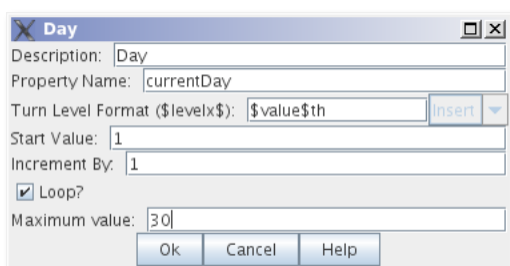 Day
Description: Day
Property Name: currentDay
Turn Level Format ($levelx$): $value$th Insert
Start Value: 1
Increment By: 1
Loop?
Maximum value: 30
Ok Cancel Help